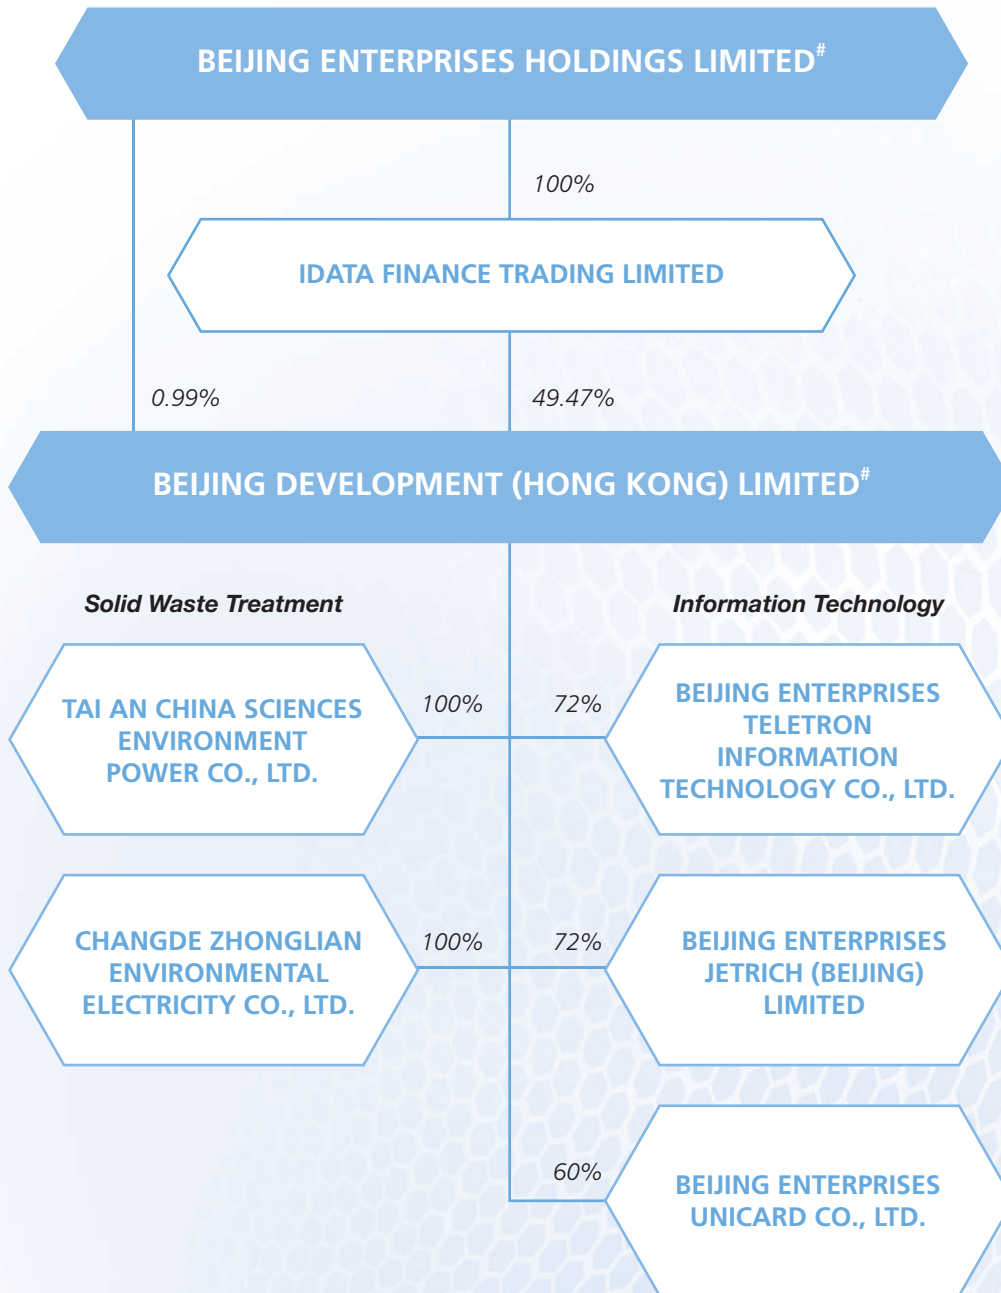 BEIJING ENTERPRISES HOLDINGS LIMITED#
100%
IDATA FINANCE TRADING LIMITED
0.99%
49.47%
BEIJING DEVELOPMENT (HONG KONG) LIMITED#
Solid Waste Treatment
Information Technology
TAI AN CHINA SCIENCES
ENVIRONMENT
POWER CO., LTD.
100%
72%
BEIJING ENTERPRISES
TELETRON
INFORMATION
TECHNOLOGY CO., LTD.
CHANGDE ZHONGLIAN
ENVIRONMENTAL
ELECTRICITY CO., LTD.
100%
72%
BEIJING ENTERPRISES
JETRICH (BEIJING)
LIMITED
60%
BEIJING ENTERPRISES
UNICARD CO., LTD.